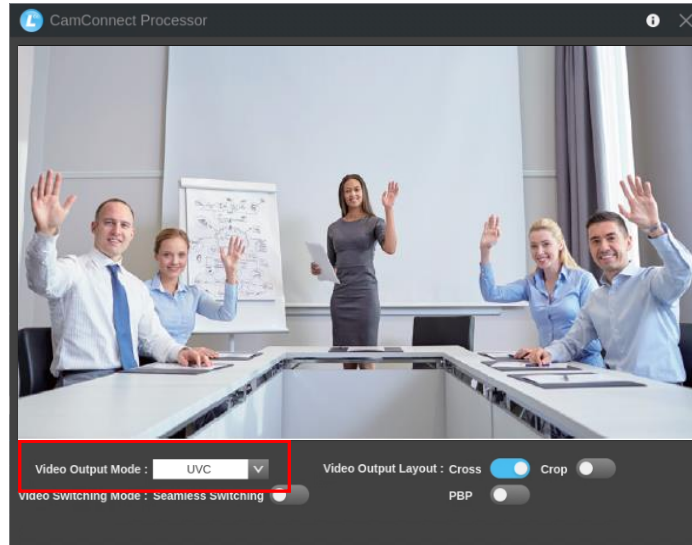 L CamConnect Processor
Video Output Mode : UVC Video Output Layout : Cross Crop
Video Switching Mode : Seamless Switching PBP